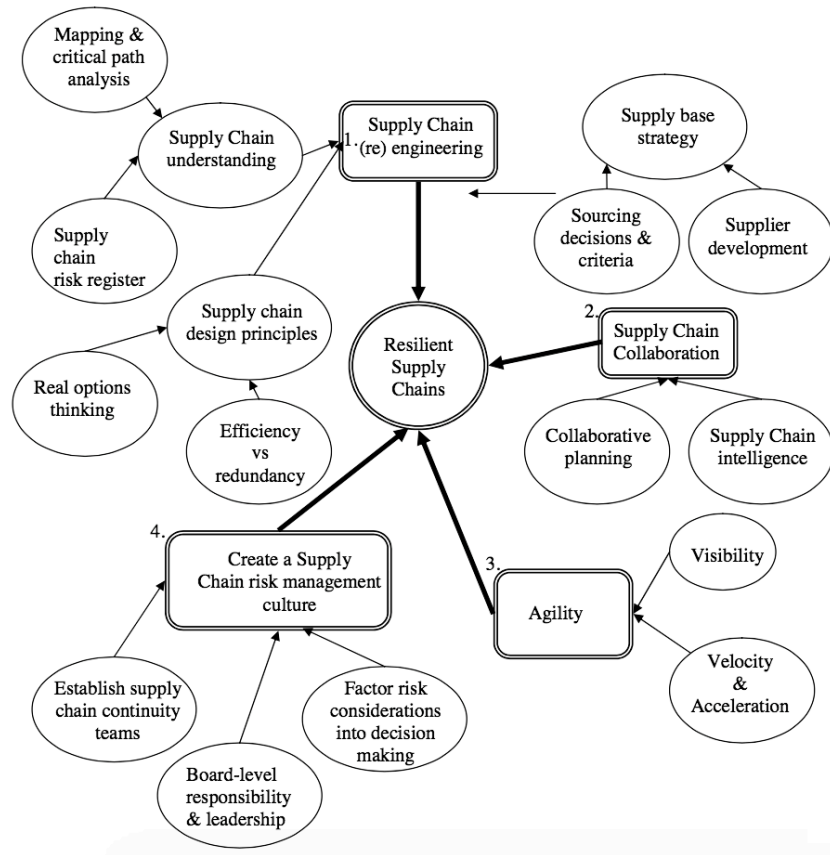 Mapping &
critical path
analysis
Supply Chain
understanding
1.
Supply Chain
(re) engineering
Supply base
strategy
Supply
chain
risk register
Sourcing
decisions &
criteria
Supplier
development
Supply chain
design principles
Resilient
Supply
Chains
2.
Supply Chain
Collaboration
Real options
thinking
Efficiency
vs
redundancy
Collaborative
planning
Supply Chain
intelligence
4.
Create a Supply
Chain risk management
culture
3.
Agility
Visibility
Velocity
&
Acceleration
Establish supply
chain continuity
teams
Factor risk
considerations
into decision
making
Board-level
responsibility
& leadership